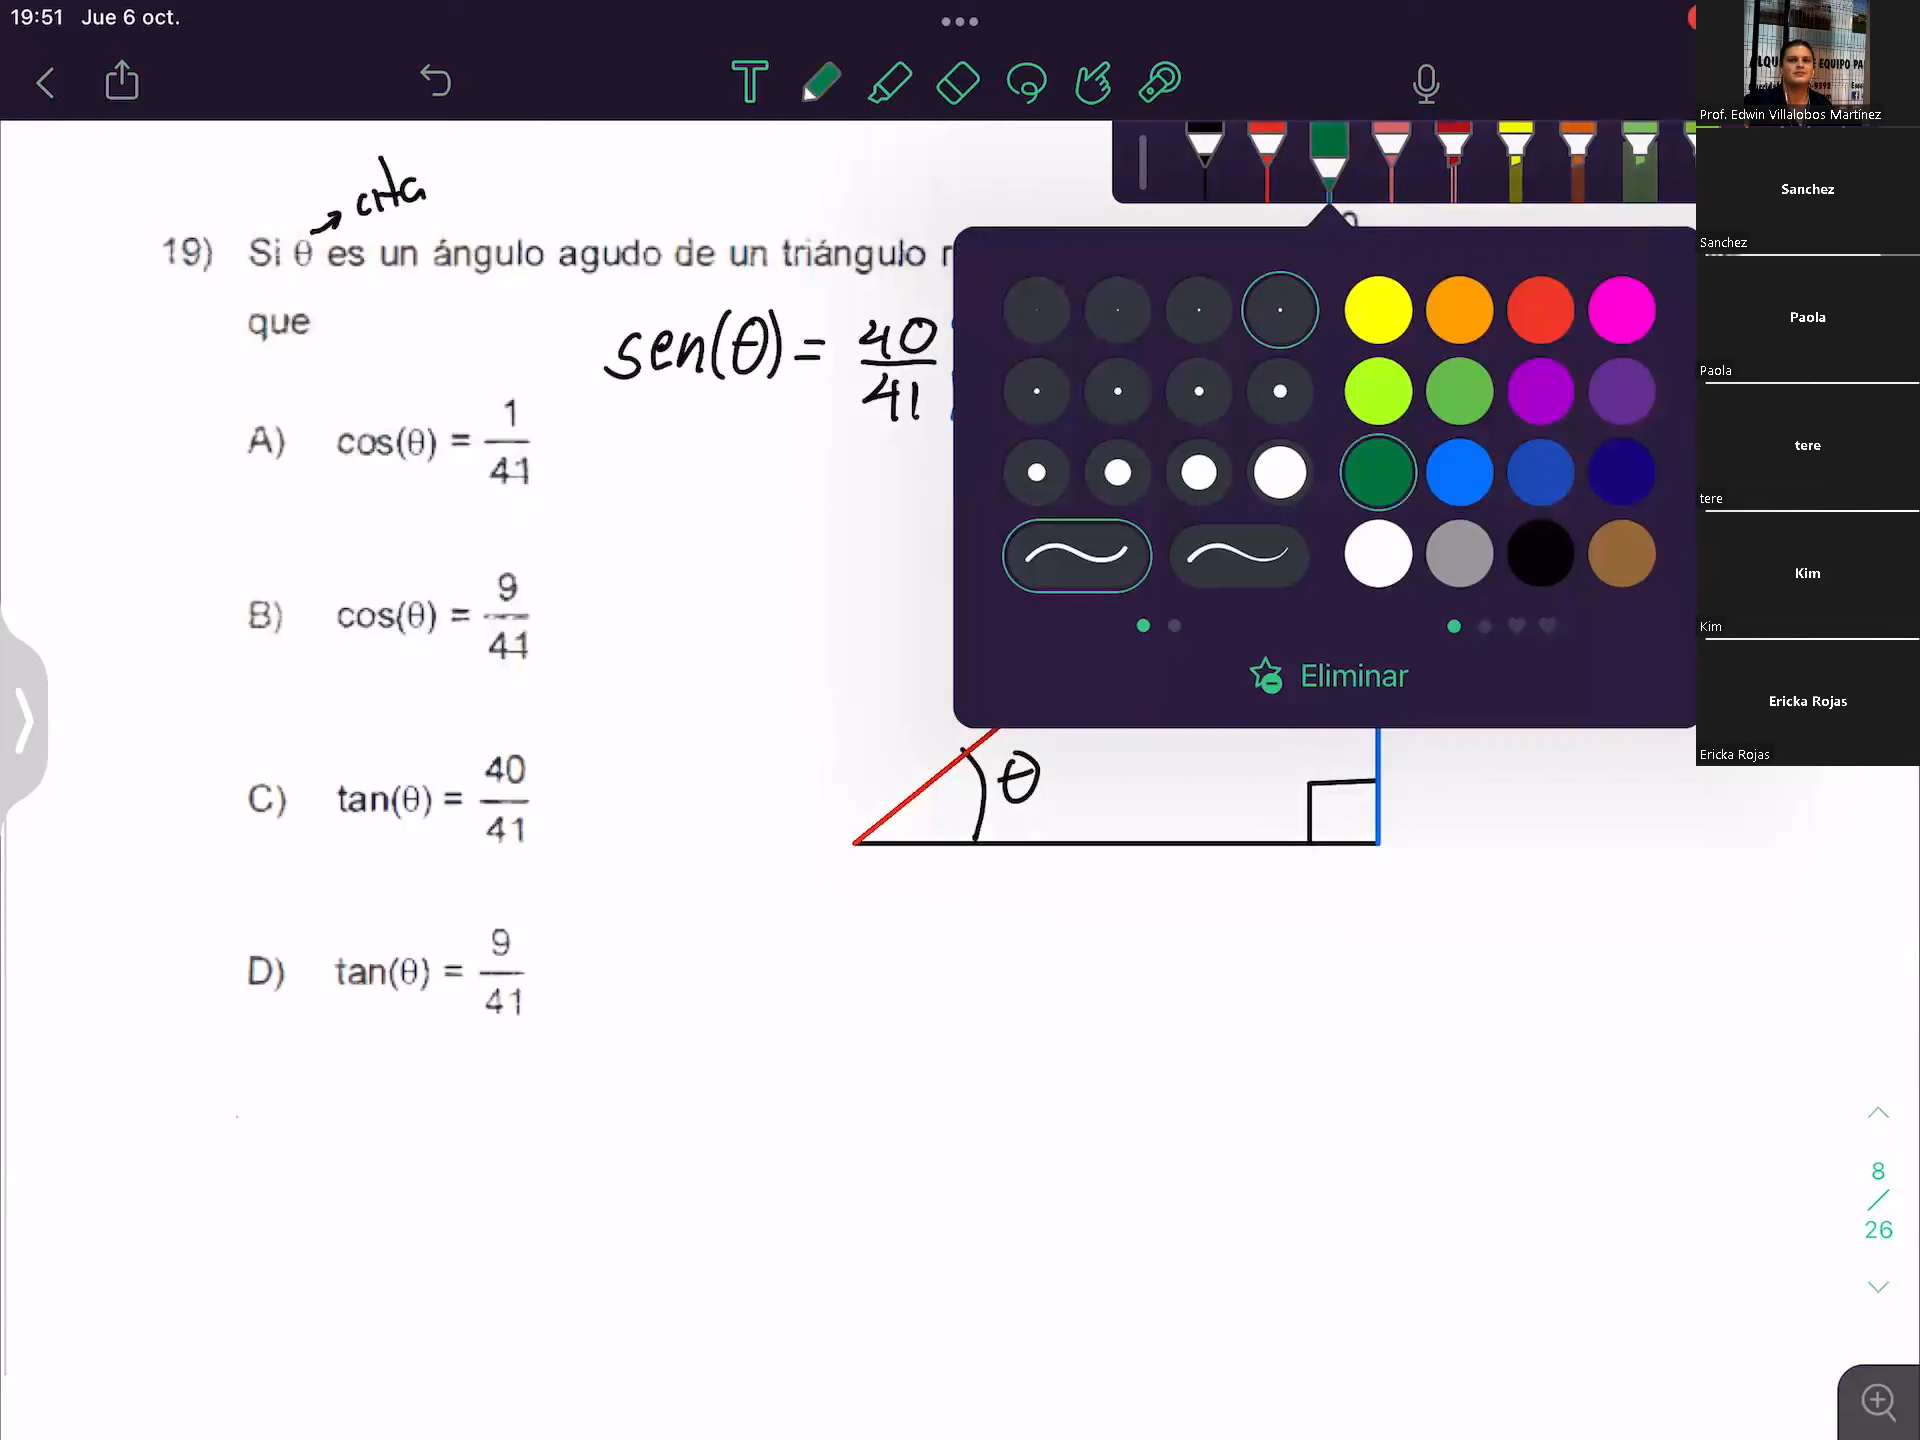 19:51 Jue 6 oct.
T
Prof. Edwin Villalobos Martínez
Sanchez
Sanchez
Paola
Paola
tere
tere
Kim
Kim
Ericka Rojas
Ericka Rojas
19) Si θ es un ángulo agudo de un triángulo
que
sen(θ) = 40/41
A) cos(θ) = 1/41
B) cos(θ) = 9/41
C) tan(θ) = 40/41
D) tan(θ) = 9/41
Eliminar
θ
8
/
26